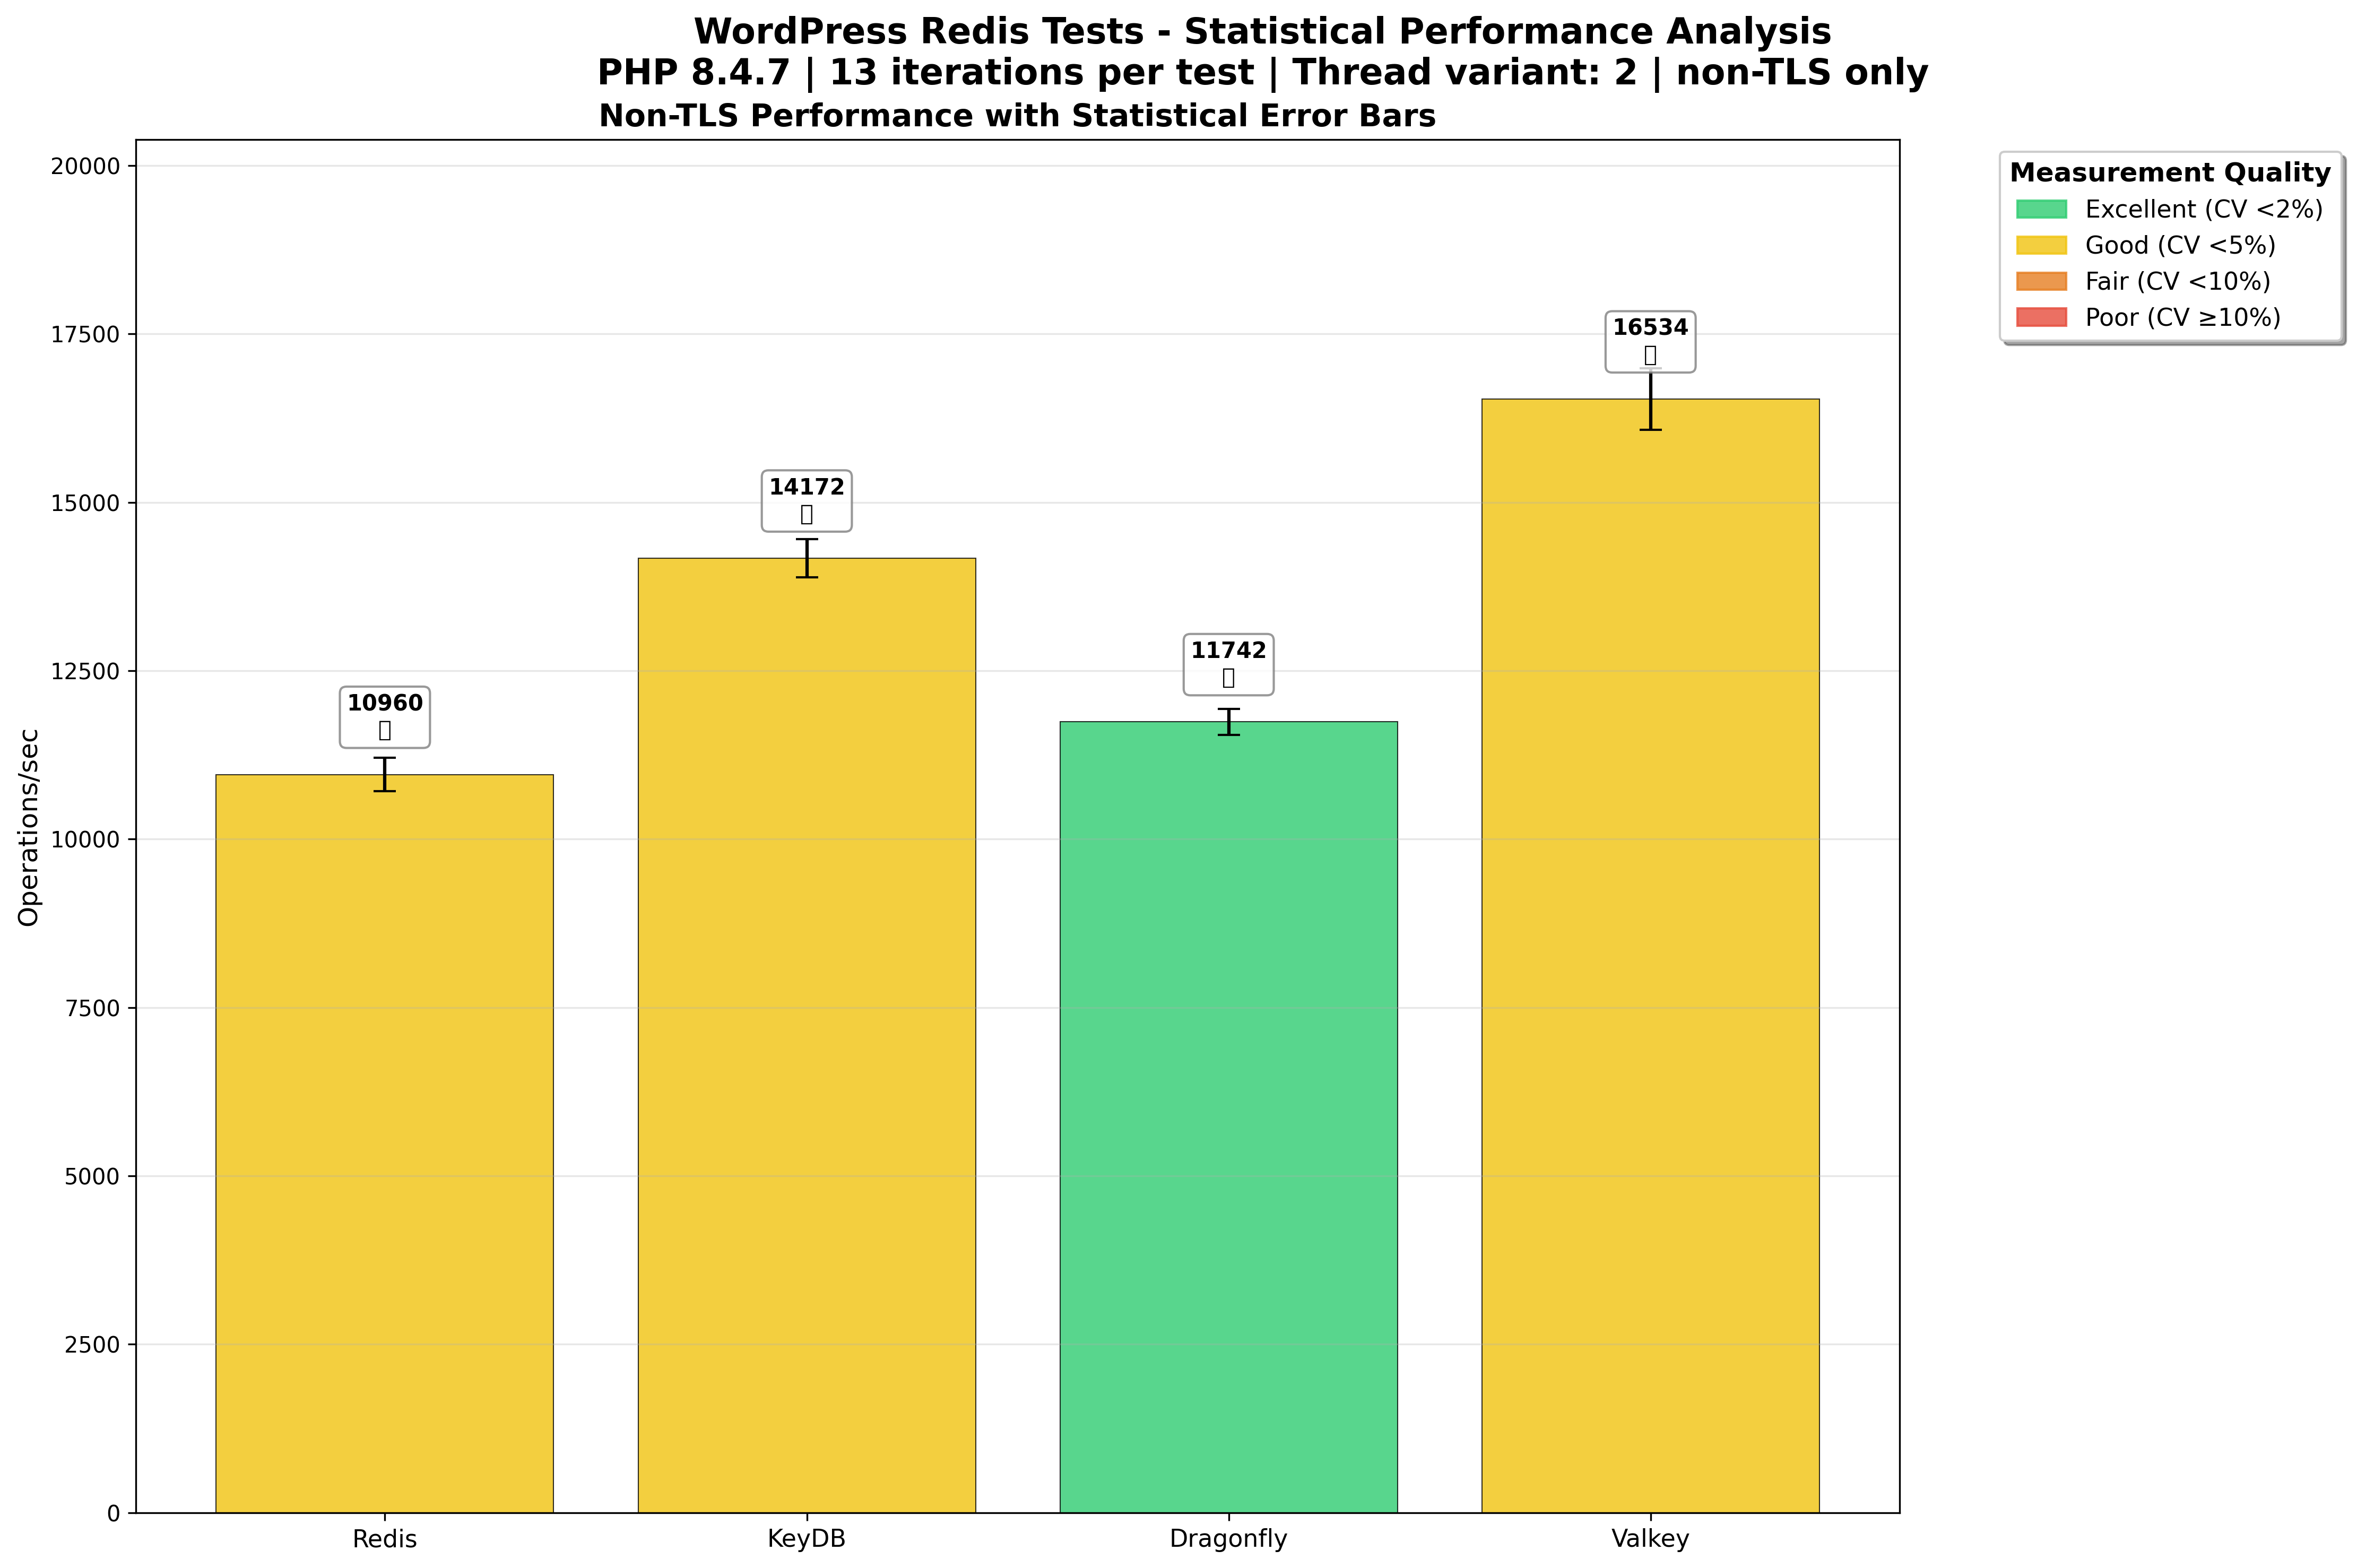 WordPress Redis Tests - Statistical Performance Analysis
PHP 8.4.7 | 13 iterations per test | Thread variant: 2 | non-TLS only
Non-TLS Performance with Statistical Error Bars
Measurement Quality
Excellent (CV <2%)
Good (CV <5%)
Fair (CV <10%)
Poor (CV ≥10%)
Operations/sec
20000
17500
15000
12500
10000
7500
5000
2500
0
10960
14172
11742
16534
Redis
KeyDB
Dragonfly
Valkey